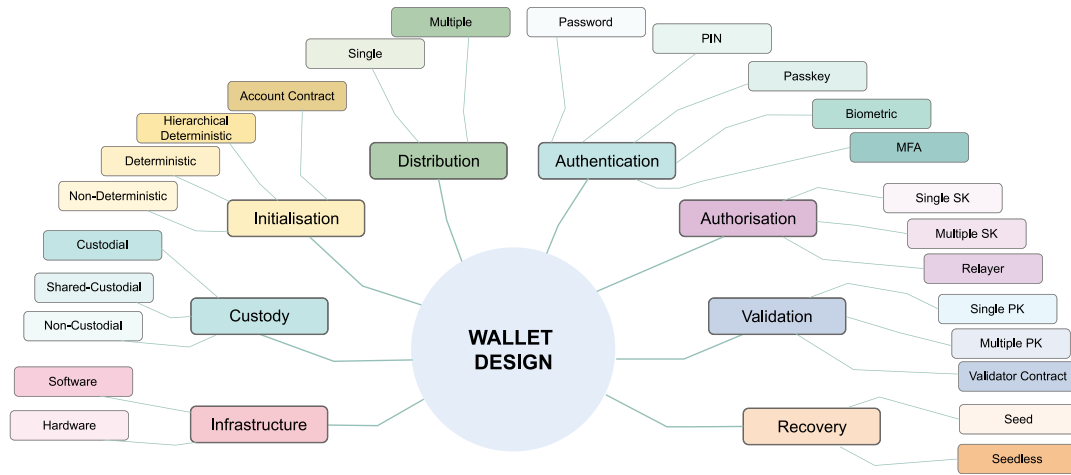 Multiple
Single
Account Contract
Hierarchical
Deterministic
Deterministic
Non-Deterministic
Custodial
Shared-Custodial
Non-Custodial
Software
Hardware
Distribution
Initialisation
Custody
Infrastructure
WALLET
DESIGN
Password
PIN
Passkey
Biometric
MFA
Authentication
Single SK
Multiple SK
Relayer
Authorisation
Single PK
Multiple PK
Validator Contract
Validation
Seed
Seedless
Recovery